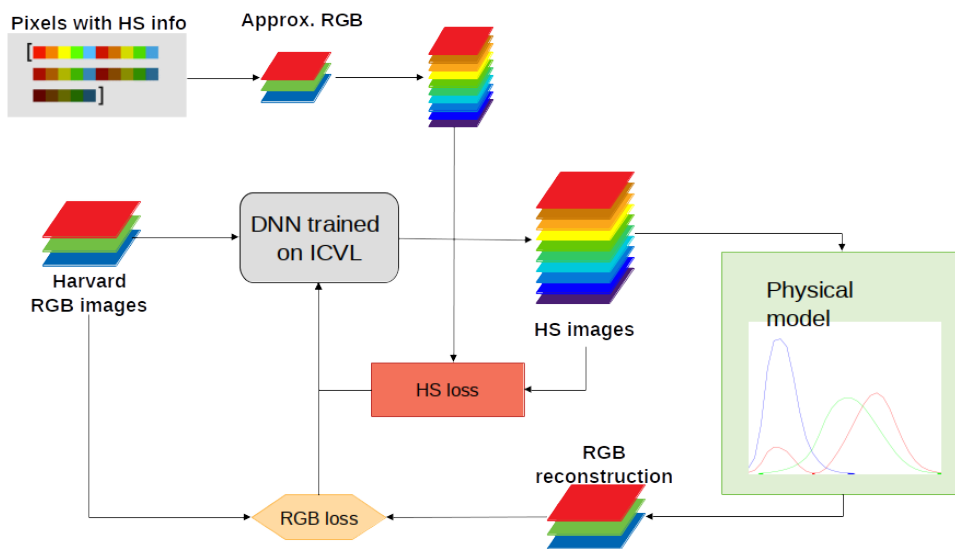 Pixels with HS info
[
]
Approx. RGB
DNN trained
on ICVL
Harvard
RGB images
HS images
Physical
model
HS loss
RGB
reconstruction
RGB loss